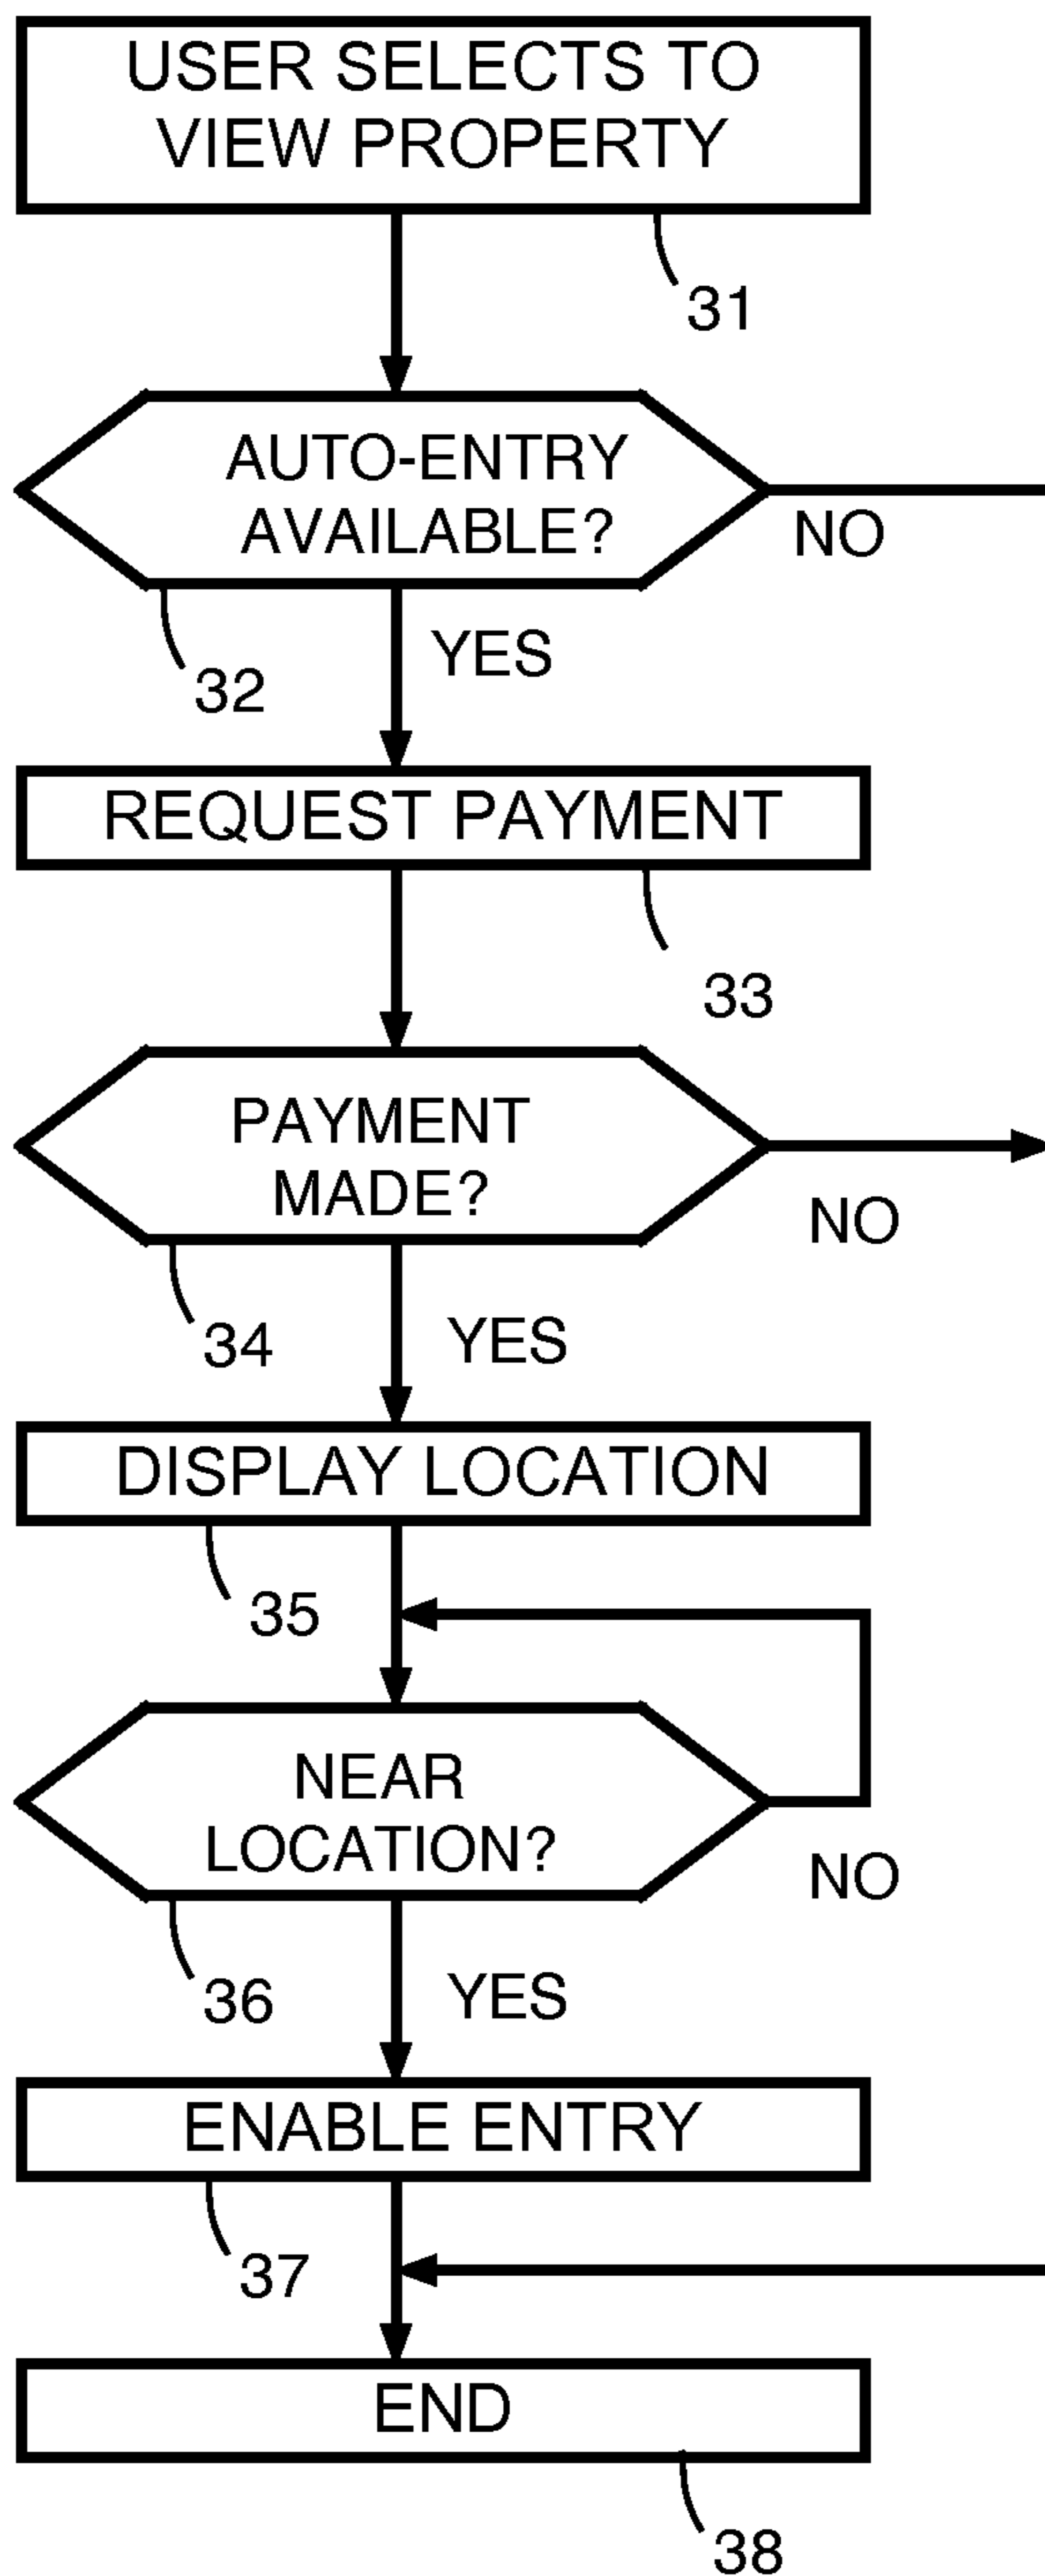 USER SELECTS TO
VIEW PROPERTY
31
AUTO-ENTRY
AVAILABLE?
NO
32
YES
REQUEST PAYMENT
33
PAYMENT
MADE?
NO
34
YES
DISPLAY LOCATION
35
NEAR
LOCATION?
NO
36
YES
ENABLE ENTRY
37
END
38